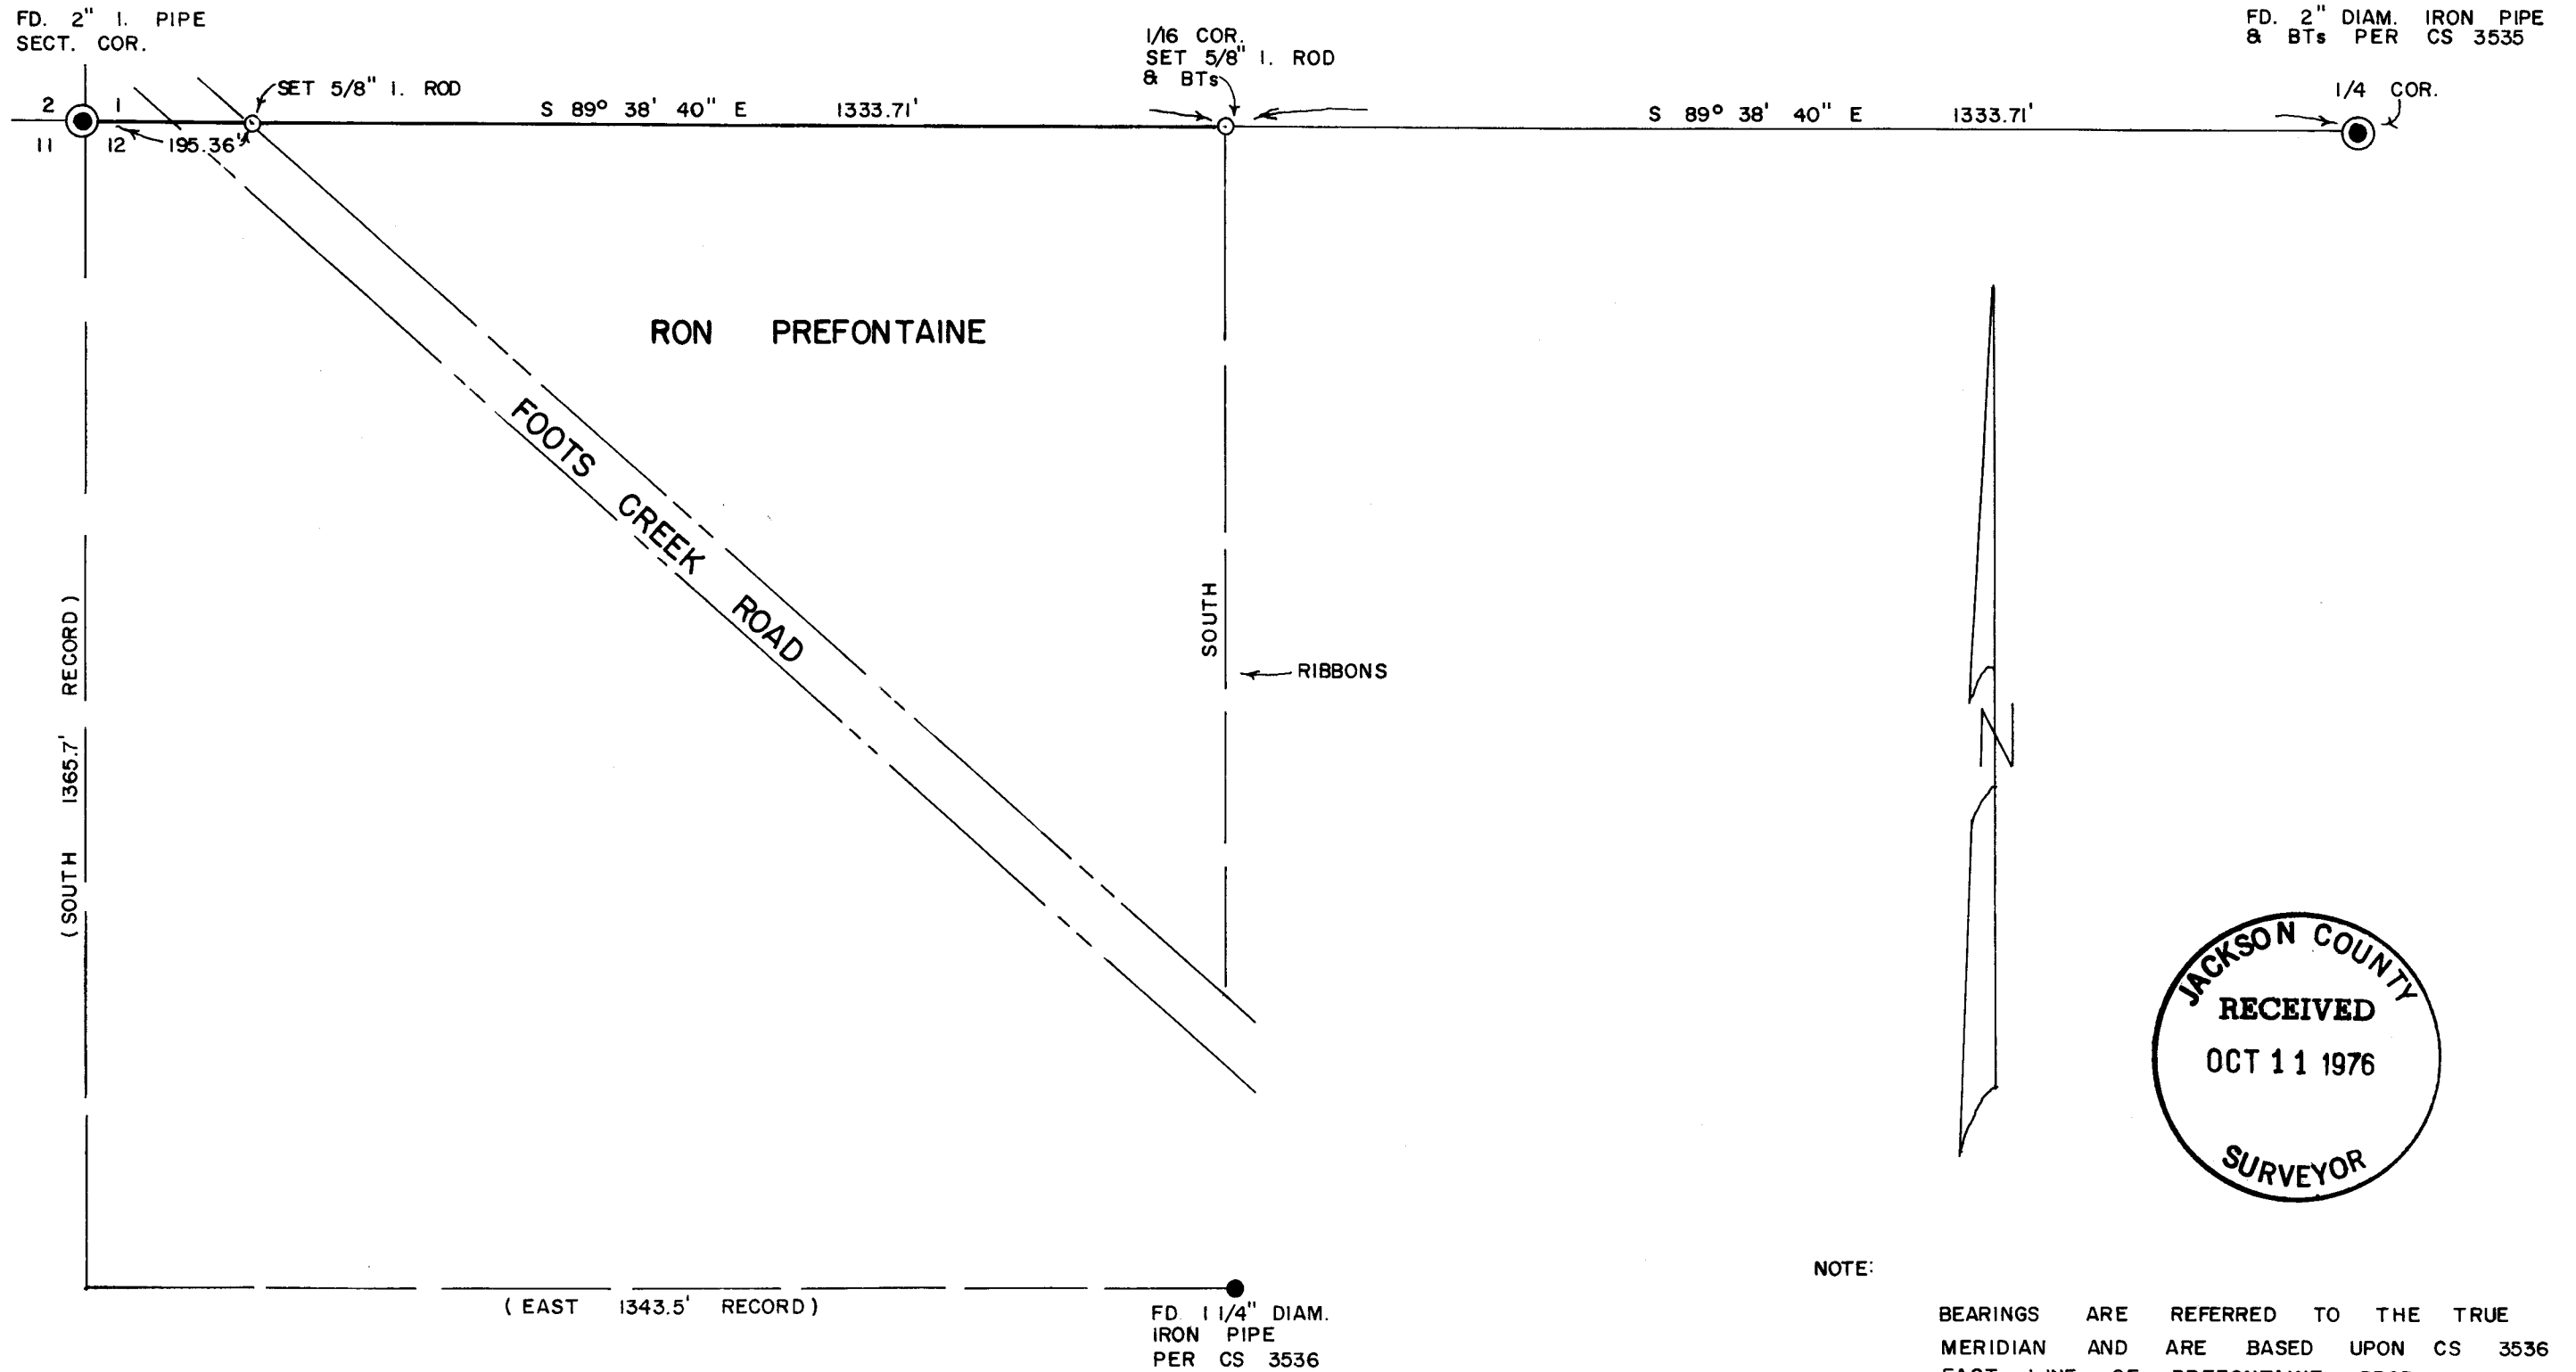 FD. 2" I. PIPE
SECT. COR.
1/16 COR.
SET 5/8" I. ROD
& BTs
FD. 2" DIAM. IRON PIPE
& BTs PER CS 3535
1/4 COR.
SET 5/8" I. ROD
2 1
11 12
195.36'
S 89° 38' 40" E 1333.71'
S 89° 38' 40" E 1333.71'
RON PREFONTAINE
FOOTS CREEK ROAD
SOUTH
RIBBONS
(SOUTH 1365.7' RECORD)
N
JACKSON COUNTY
RECEIVED
OCT 11 1976
SURVEYOR
(EAST 1343.5' RECORD)
FD. 1 1/4" DIAM.
IRON PIPE
PER CS 3536
NOTE:
BEARINGS ARE REFERRED TO THE TRUE
MERIDIAN AND ARE BASED UPON CS 3536
EAST LINE OF PREFONTAINE